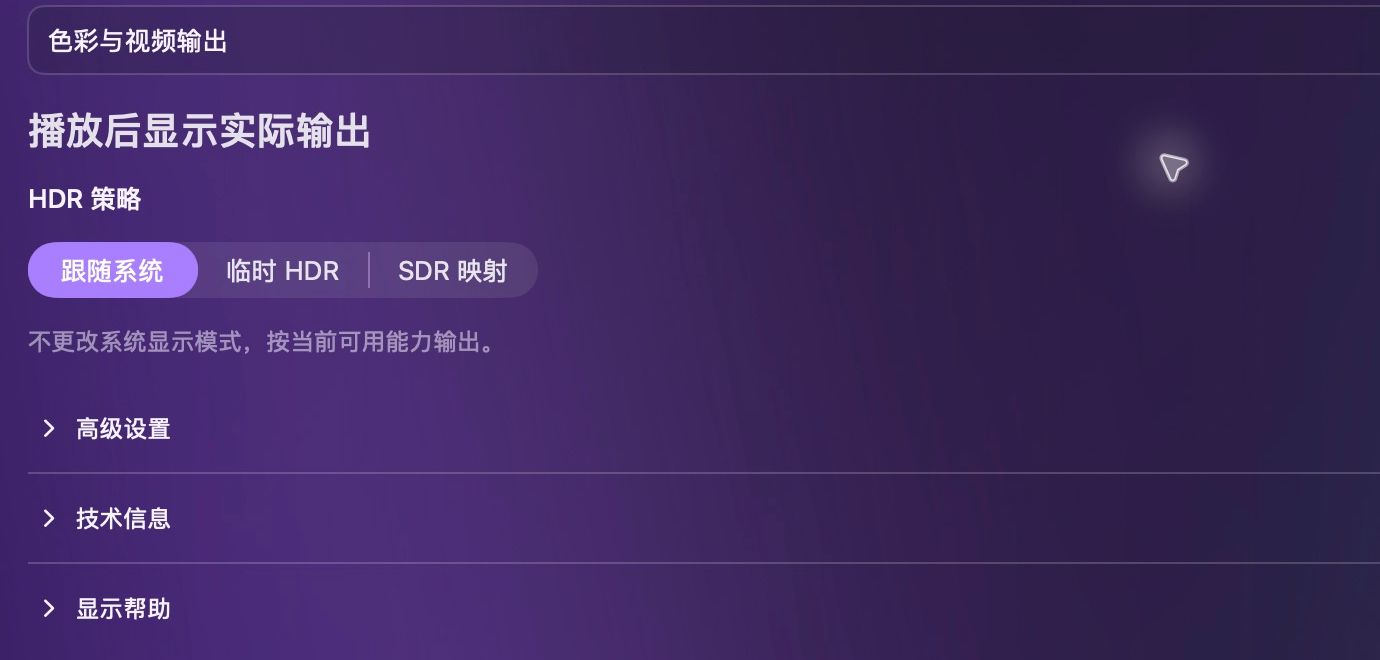 色彩与视频输出
播放后显示实际输出
HDR 策略
跟随系统 临时 HDR SDR 映射
不更改系统显示模式，按当前可用能力输出。
高级设置
技术信息
显示帮助